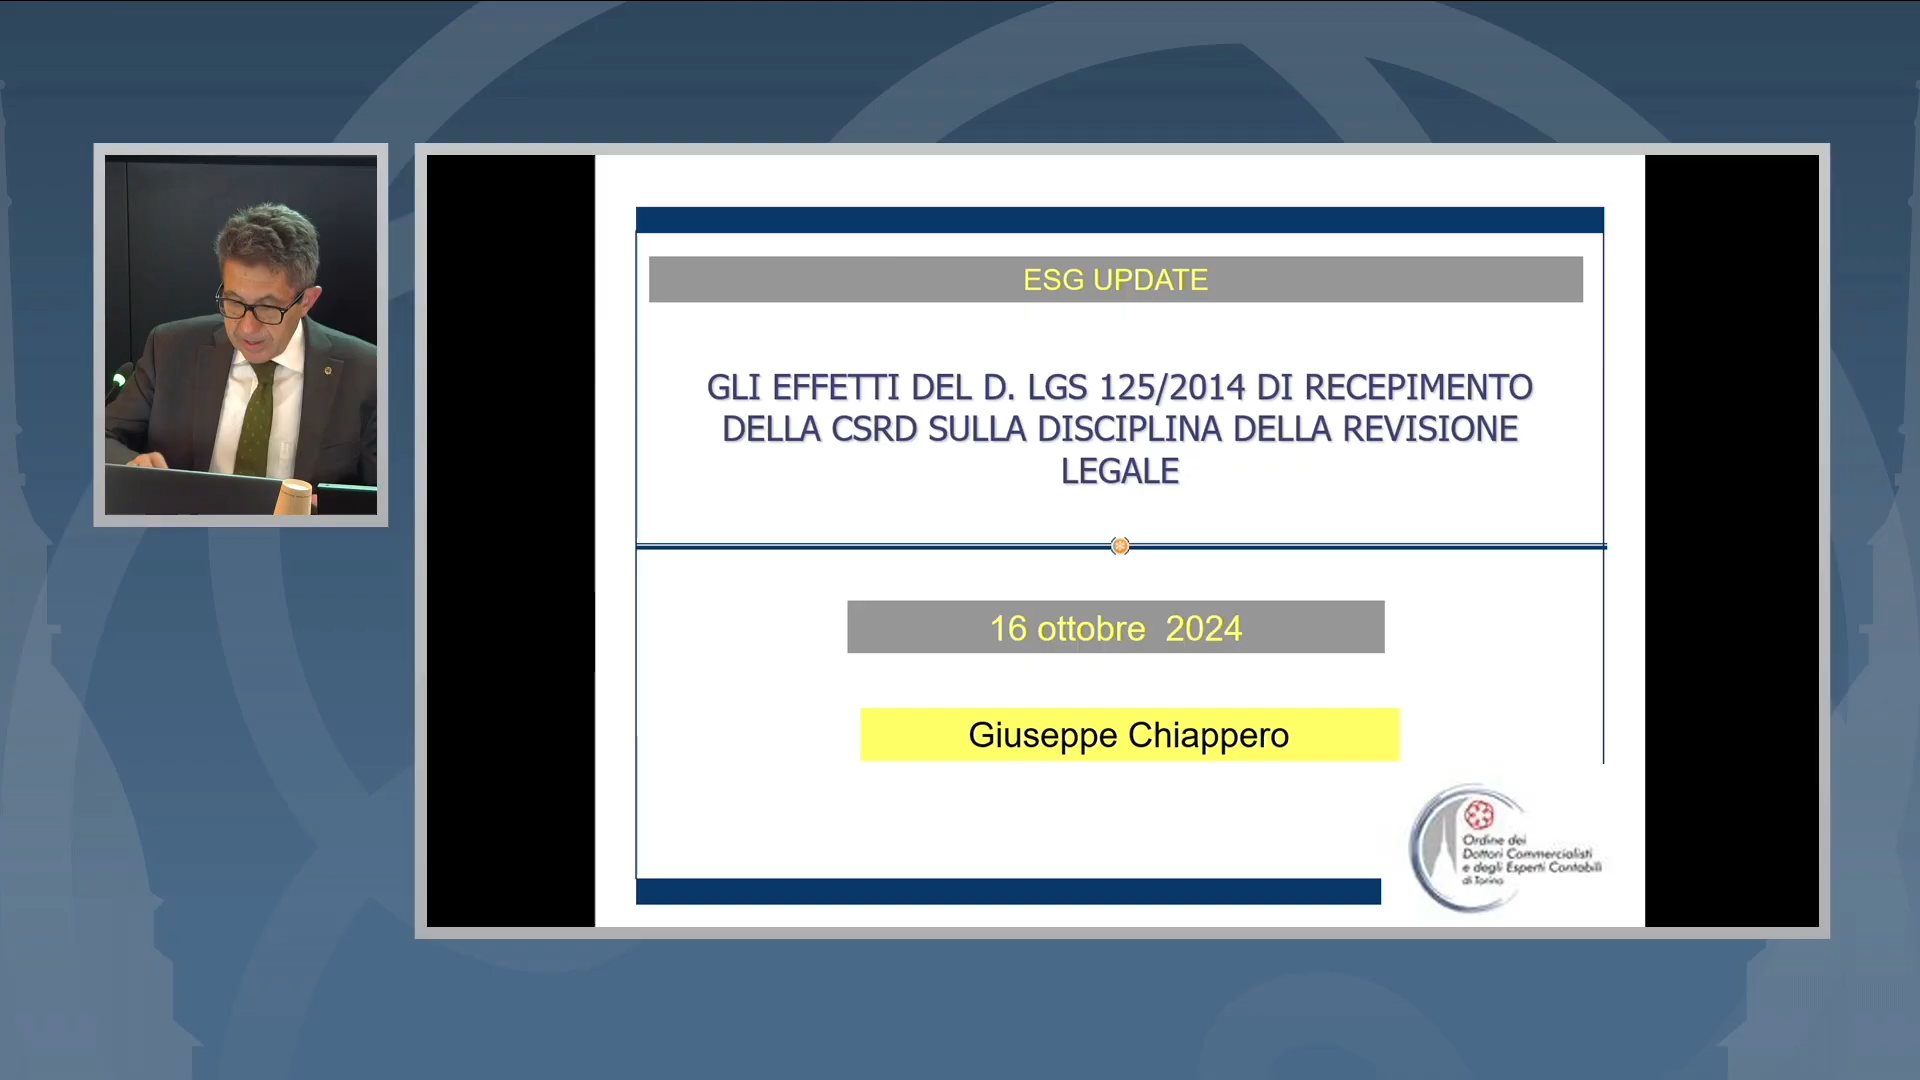 ESG UPDATE
GLI EFFETTI DEL D. LGS 125/2014 DI RECEPIMENTO
DELLA CSRD SULLA DISCIPLINA DELLA REVISIONE
LEGALE
16 ottobre 2024
Giuseppe Chiappero
Ordine dei
Dottori Commercialisti
e degli Esperti Contabili
di Torino